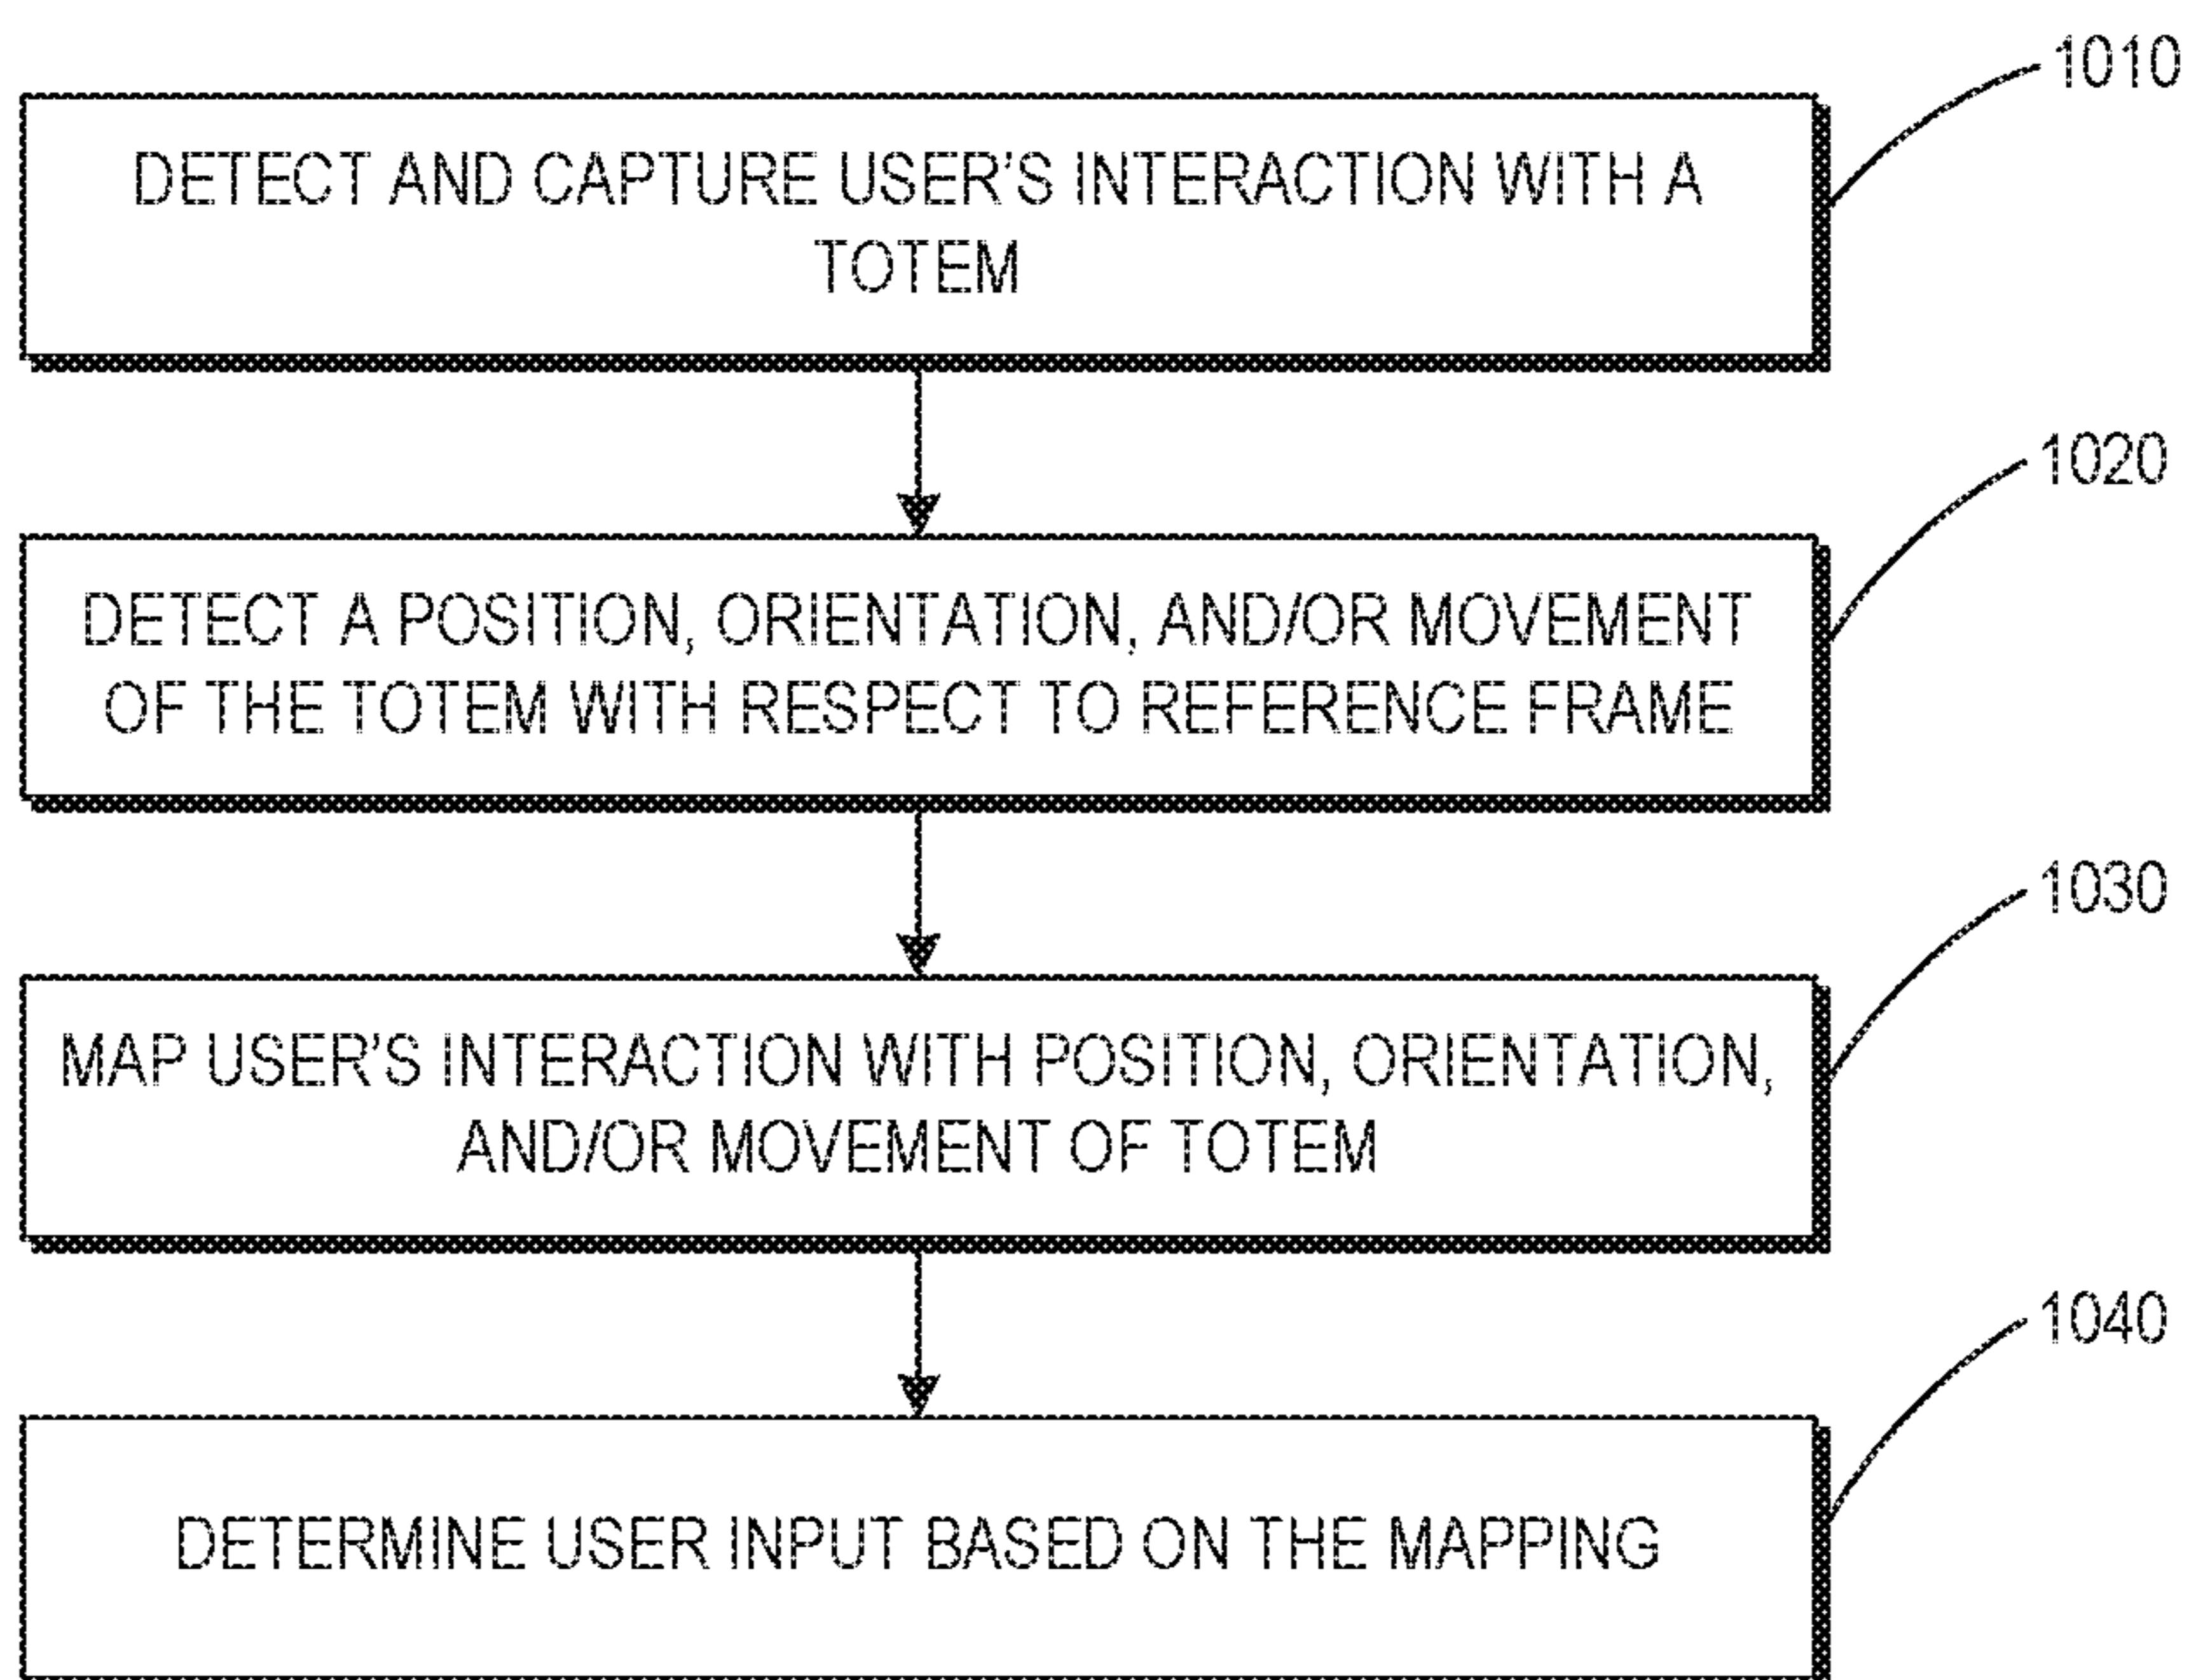 1010
DETECT AND CAPTURE USER'S INTERACTION WITH A
TOTEM
1020
DETECT A POSITION, ORIENTATION, AND/OR MOVEMENT
OF THE TOTEM WITH RESPECT TO REFERENCE FRAME
1030
MAP USER'S INTERACTION WITH POSITION, ORIENTATION,
AND/OR MOVEMENT OF TOTEM
1040
DETERMINE USER INPUT BASED ON THE MAPPING